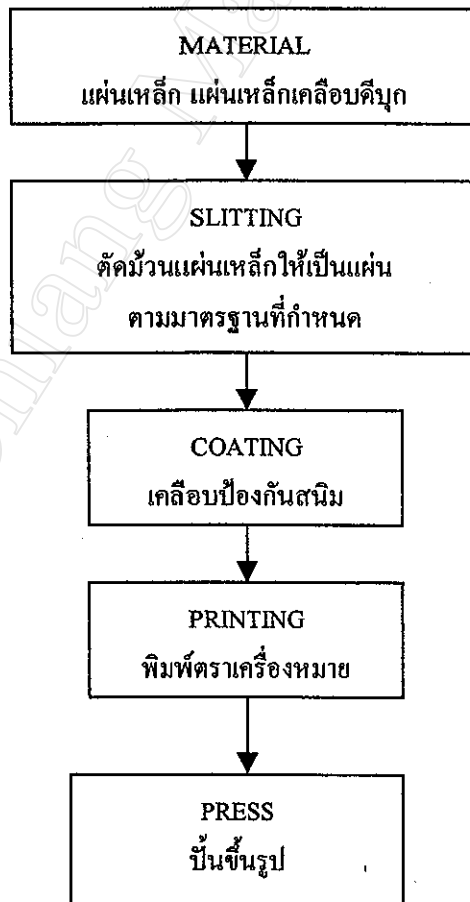 MATERIAL
แผ่นเหล็ก แผ่นเหล็กเคลือบดีบุก
SLITTING
ตัดม้วนแผ่นเหล็กให้เป็นแผ่น
ตามมาตรฐานที่กำหนด
COATING
เคลือบป้องกันสนิม
PRINTING
พิมพ์ตราเครื่องหมาย
PRESS
ปั้นขึ้นรูป